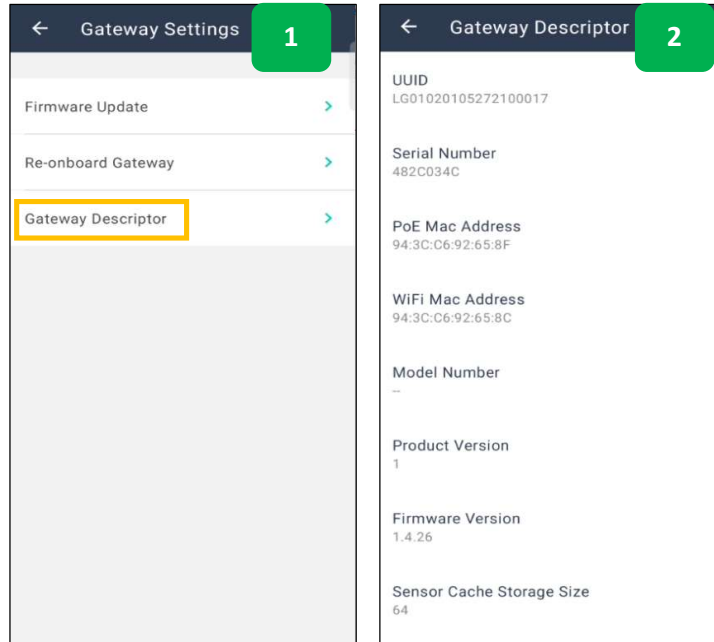 Gateway Settings
1
Firmware Update
Re-onboard Gateway
Gateway Descriptor
Gateway Descriptor
2
UUID
LG01020105272100017
Serial Number
482C034C
PoE Mac Address
94:3C:C6:92:65:8F
WiFi Mac Address
94:3C:C6:92:65:8C
Model Number
--
Product Version
1
Firmware Version
1.4.26
Sensor Cache Storage Size
64